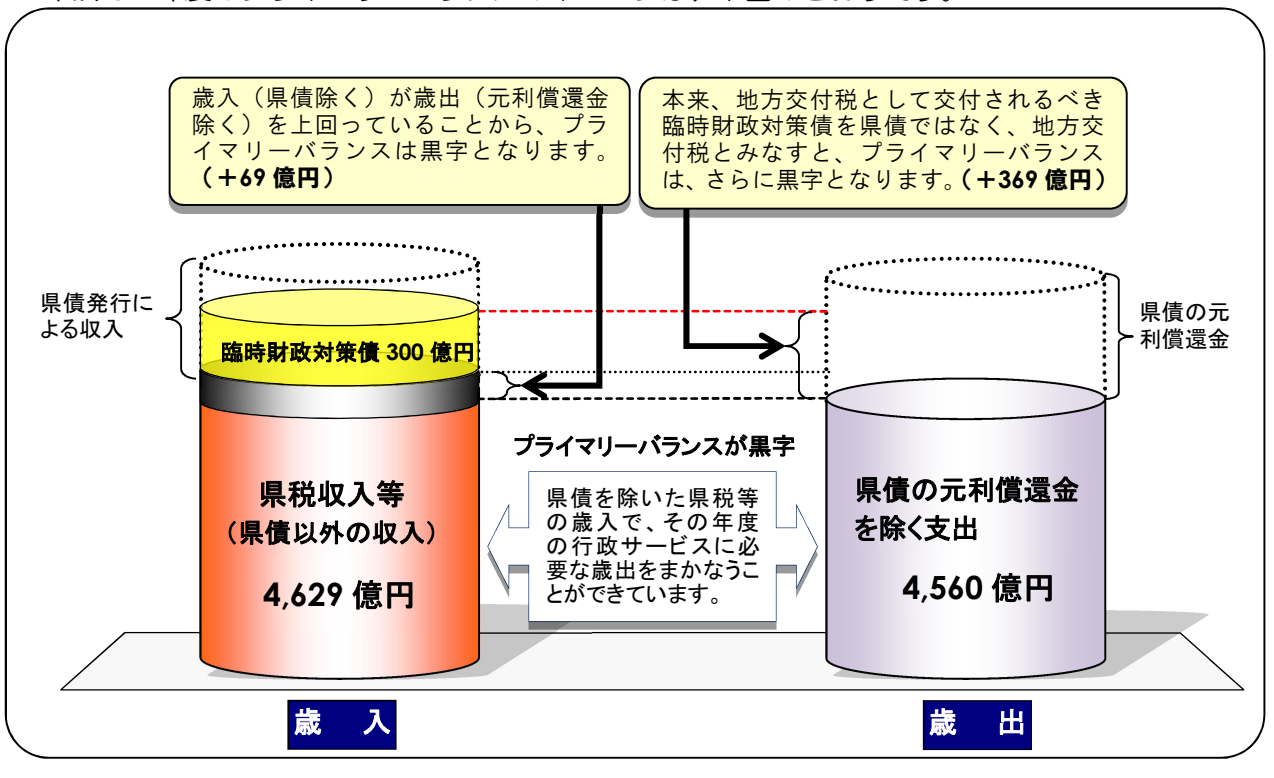 歳入（県債除く）が歳出（元利償還金
除く）を上回っていることから、プラ
イマリーバランスは黒字となります。
（＋69 億円）
本来、地方交付税として交付されるべき
臨時財政対策債を県債ではなく、地方交
付税とみなすと、プライマリーバランス
は、さらに黒字となります。（＋369 億円）
県債発行に
よる収入
臨時財政対策債 300 億円
県債の元
利償還金
プライマリーバランスが黒字
県税収入等
（県債以外の収入）
4,629 億円
県債を除いた県税等
の歳入で、その年度
の行政サービスに必
要な歳出をまかなうこ
とができています。
県債の元利償還金
を除く支出
4,560 億円
歳　入
歳　出